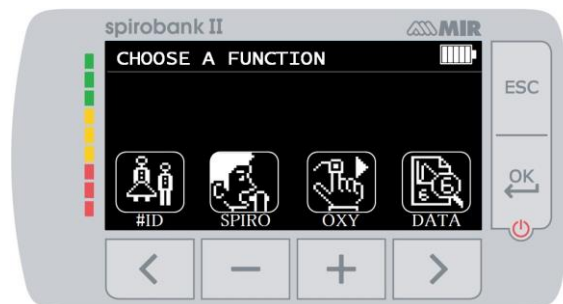 spirobank II
MIR
CHOOSE A FUNCTION
ESC
OK
#ID
SPIRO
OXY
DATA
< − + >